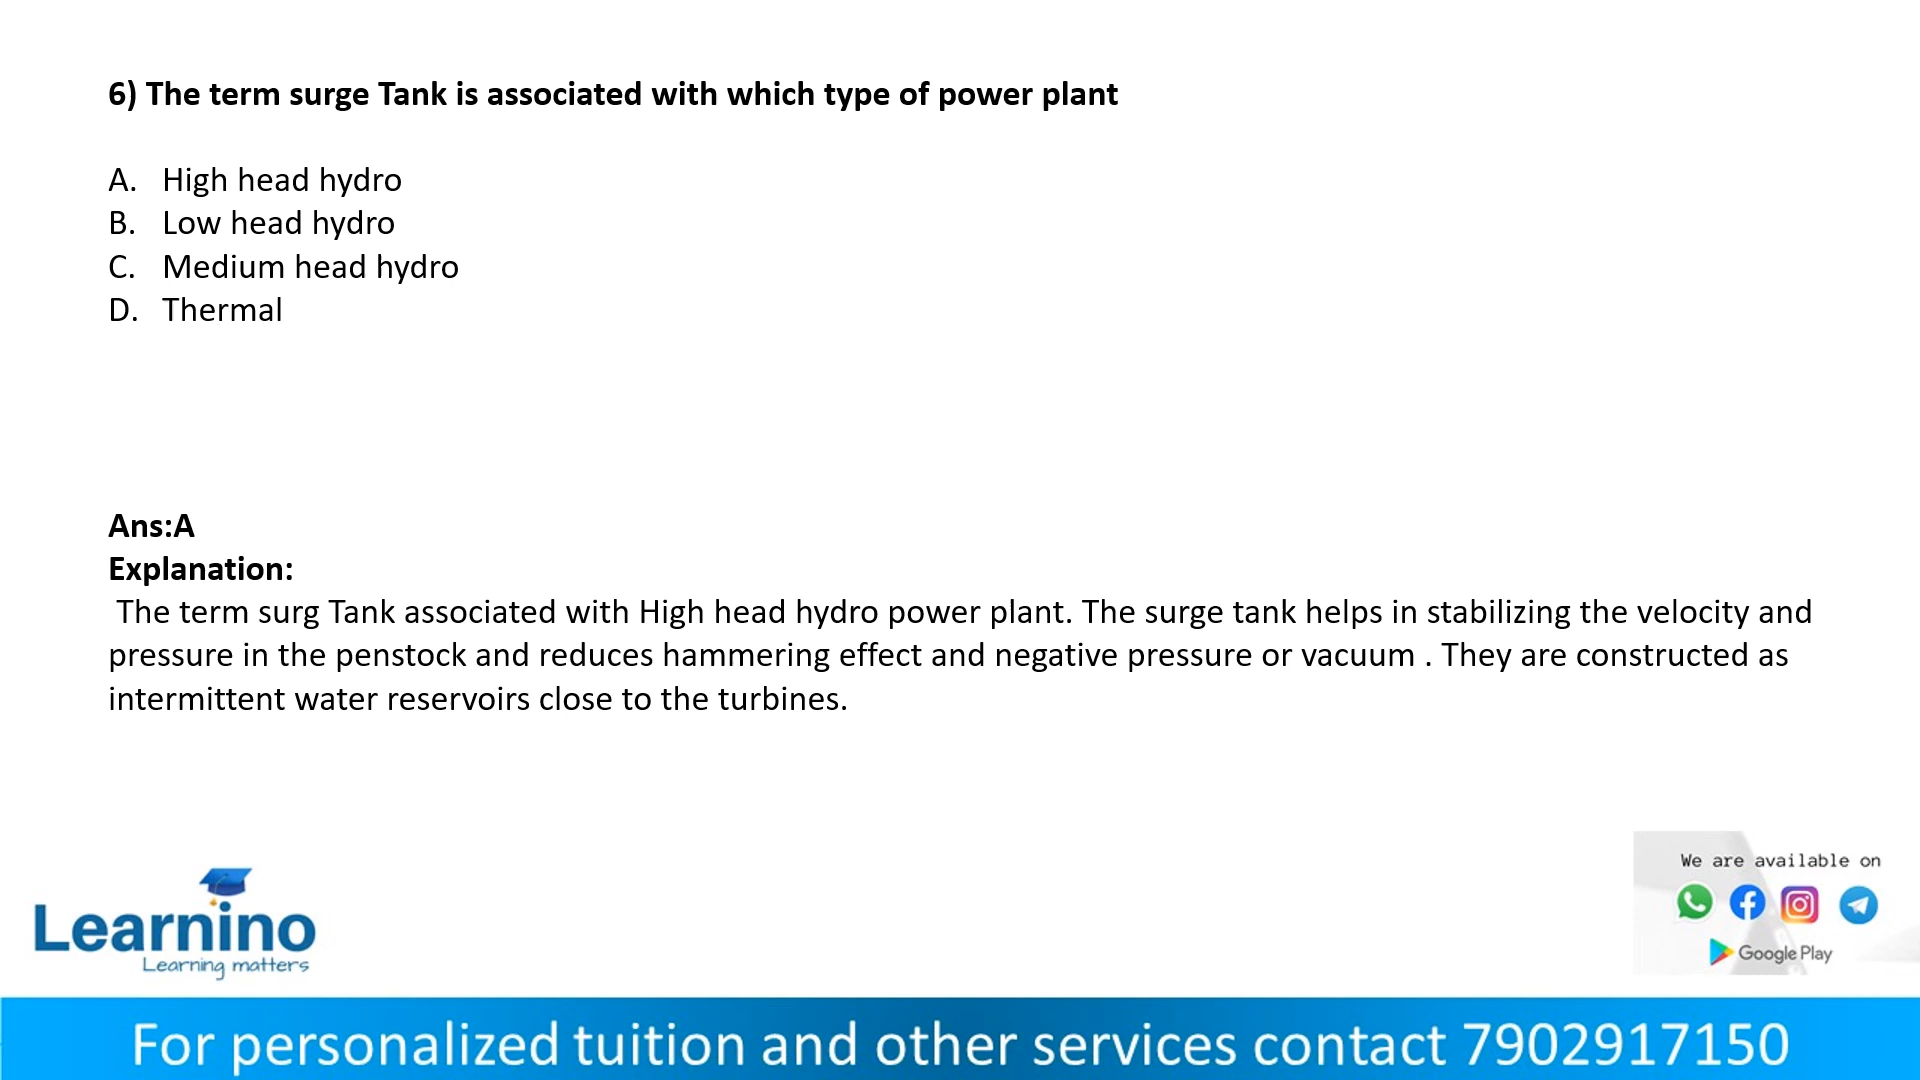 6) The term surge Tank is associated with which type of power plant
A. High head hydro
B. Low head hydro
C. Medium head hydro
D. Thermal
Ans:A
Explanation:
The term surg Tank associated with High head hydro power plant. The surge tank helps in stabilizing the velocity and
pressure in the penstock and reduces hammering effect and negative pressure or vacuum . They are constructed as
intermittent water reservoirs close to the turbines.
We are available on
Google Play
Learnino
Learning matters
For personalized tuition and other services contact 7902917150